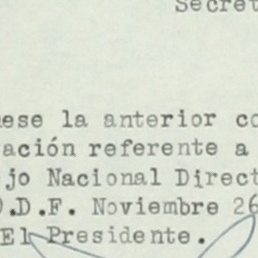 Secret
ese la anterior co
ación referente a
jo Nacional Direct
.D.F. Noviembre 26
El Presidente.